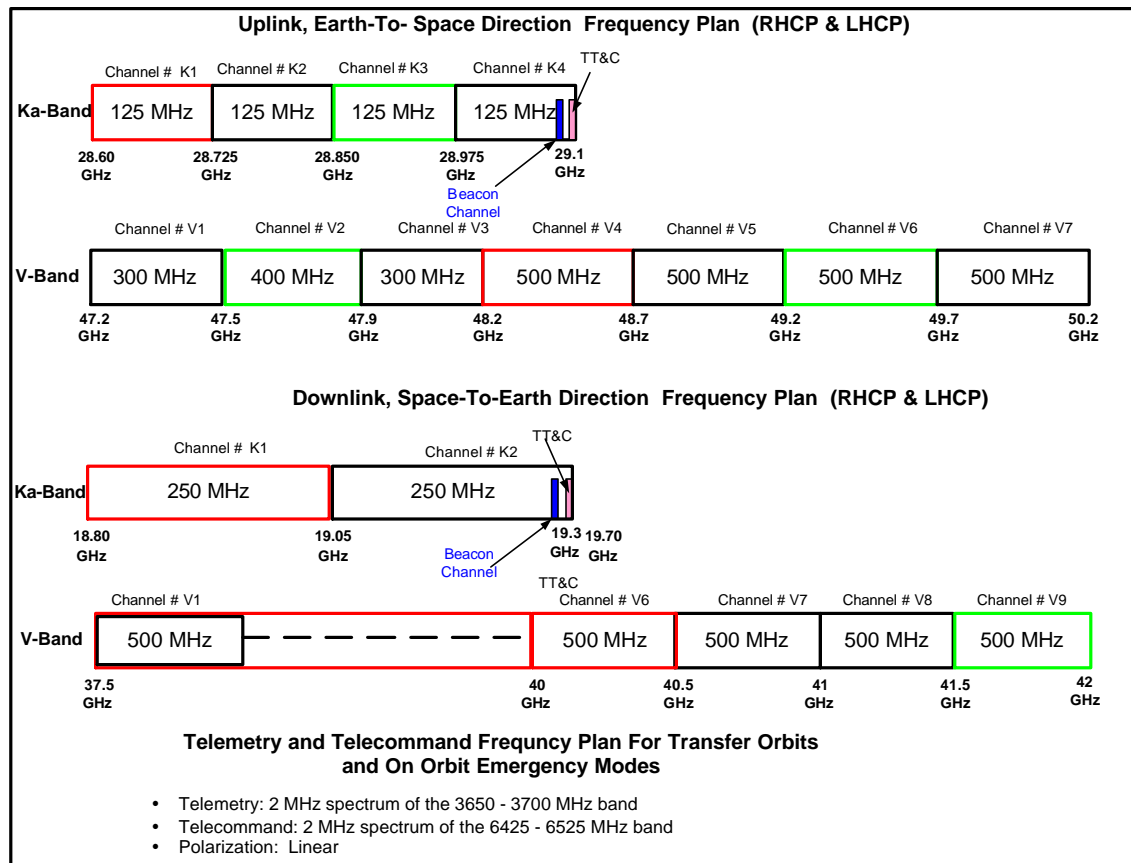 Uplink, Earth-To- Space Direction Frequency Plan (RHCP & LHCP)
TT&C
Channel # K1 Channel # K2 Channel # K3 Channel # K4
Ka-Band 125 MHz 125 MHz 125 MHz 125 MHz
28.60 28.725 28.850 28.975 29.1
GHz GHz GHz GHz GHz
Beacon
Channel
Channel # V1 Channel # V2 Channel # V3 Channel # V4 Channel # V5 Channel # V6 Channel # V7
V-Band 300 MHz 400 MHz 300 MHz 500 MHz 500 MHz 500 MHz 500 MHz
47.2 47.5 47.9 48.2 48.7 49.2 49.7 50.2
GHz GHz GHz GHz GHz GHz GHz GHz
Downlink, Space-To-Earth Direction Frequency Plan (RHCP & LHCP)
TT&C
Channel # K1 Channel # K2
Ka-Band 250 MHz 250 MHz
18.80 19.05 19.3 19.70
GHz GHz GHz GHz
Beacon
Channel
TT&C
Channel # V1 Channel # V6 Channel # V7 Channel # V8 Channel # V9
V-Band 500 MHz 500 MHz 500 MHz 500 MHz 500 MHz
37.5 40 40.5 41 41.5 42
GHz GHz GHz GHz GHz GHz
Telemetry and Telecommand Frequncy Plan For Transfer Orbits
and On Orbit Emergency Modes
• Telemetry: 2 MHz spectrum of the 3650 - 3700 MHz band
• Telecommand: 2 MHz spectrum of the 6425 - 6525 MHz band
• Polarization: Linear